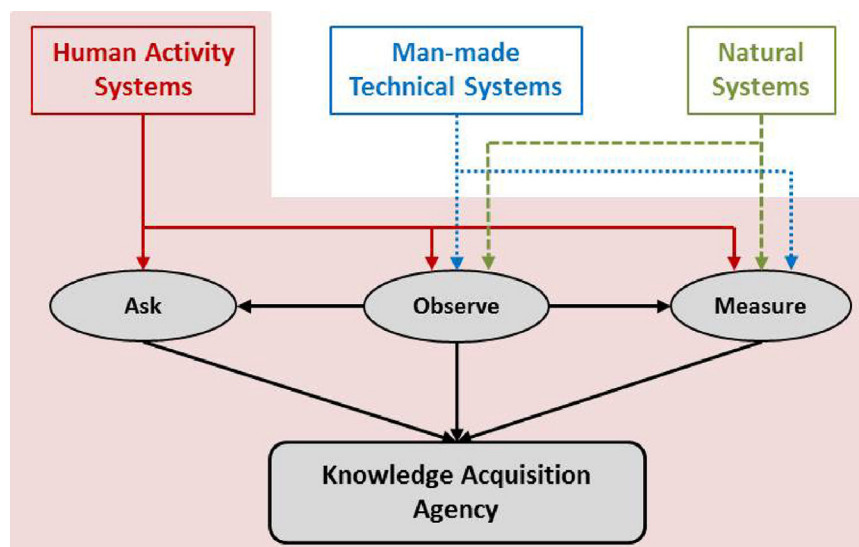 Human Activity
Systems
Man-made
Technical Systems
Natural
Systems
Ask
Observe
Measure
Knowledge Acquisition
Agency